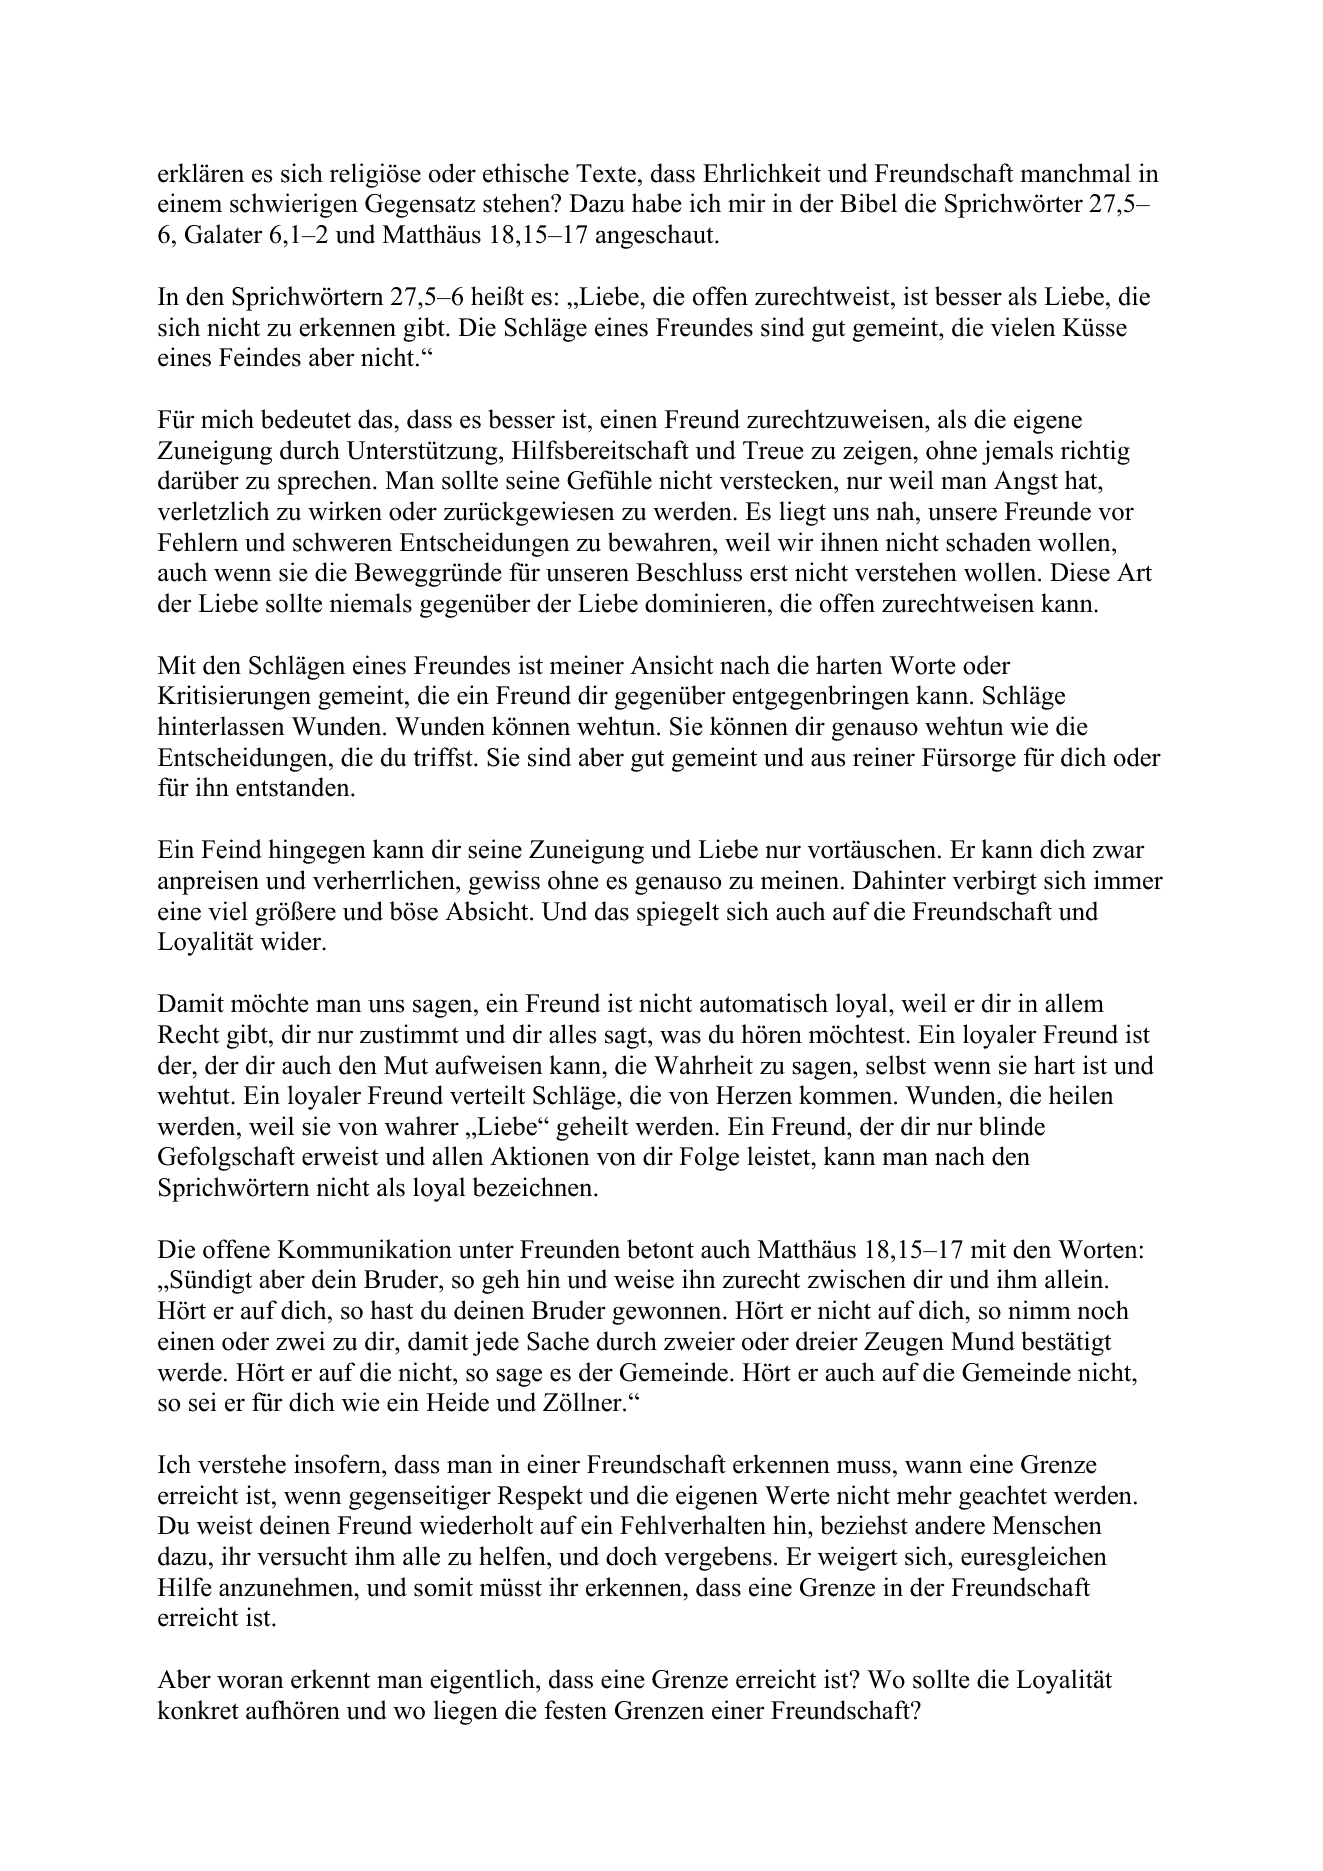 erklären es sich religiöse oder ethische Texte, dass Ehrlichkeit und Freundschaft manchmal in
einem schwierigen Gegensatz stehen? Dazu habe ich mir in der Bibel die Sprichwörter 27,5–
6, Galater 6,1–2 und Matthäus 18,15–17 angeschaut.
In den Sprichwörtern 27,5–6 heißt es: „Liebe, die offen zurechtweist, ist besser als Liebe, die
sich nicht zu erkennen gibt. Die Schläge eines Freundes sind gut gemeint, die vielen Küsse
eines Feindes aber nicht.“
Für mich bedeutet das, dass es besser ist, einen Freund zurechtzuweisen, als die eigene
Zuneigung durch Unterstützung, Hilfsbereitschaft und Treue zu zeigen, ohne jemals richtig
darüber zu sprechen. Man sollte seine Gefühle nicht verstecken, nur weil man Angst hat,
verletzlich zu wirken oder zurückgewiesen zu werden. Es liegt uns nah, unsere Freunde vor
Fehlern und schweren Entscheidungen zu bewahren, weil wir ihnen nicht schaden wollen,
auch wenn sie die Beweggründe für unseren Beschluss erst nicht verstehen wollen. Diese Art
der Liebe sollte niemals gegenüber der Liebe dominieren, die offen zurechtweisen kann.
Mit den Schlägen eines Freundes ist meiner Ansicht nach die harten Worte oder
Kritisierungen gemeint, die ein Freund dir gegenüber entgegenbringen kann. Schläge
hinterlassen Wunden. Wunden können wehtun. Sie können dir genauso wehtun wie die
Entscheidungen, die du triffst. Sie sind aber gut gemeint und aus reiner Fürsorge für dich oder
für ihn entstanden.
Ein Feind hingegen kann dir seine Zuneigung und Liebe nur vortäuschen. Er kann dich zwar
anpreisen und verherrlichen, gewiss ohne es genauso zu meinen. Dahinter verbirgt sich immer
eine viel größere und böse Absicht. Und das spiegelt sich auch auf die Freundschaft und
Loyalität wider.
Damit möchte man uns sagen, ein Freund ist nicht automatisch loyal, weil er dir in allem
Recht gibt, dir nur zustimmt und dir alles sagt, was du hören möchtest. Ein loyaler Freund ist
der, der dir auch den Mut aufweisen kann, die Wahrheit zu sagen, selbst wenn sie hart ist und
wehtut. Ein loyaler Freund verteilt Schläge, die von Herzen kommen. Wunden, die heilen
werden, weil sie von wahrer „Liebe“ geheilt werden. Ein Freund, der dir nur blinde
Gefolgschaft erweist und allen Aktionen von dir Folge leistet, kann man nach den
Sprichwörtern nicht als loyal bezeichnen.
Die offene Kommunikation unter Freunden betont auch Matthäus 18,15–17 mit den Worten:
„Sündigt aber dein Bruder, so geh hin und weise ihn zurecht zwischen dir und ihm allein.
Hört er auf dich, so hast du deinen Bruder gewonnen. Hört er nicht auf dich, so nimm noch
einen oder zwei zu dir, damit jede Sache durch zweier oder dreier Zeugen Mund bestätigt
werde. Hört er auf die nicht, so sage es der Gemeinde. Hört er auch auf die Gemeinde nicht,
so sei er für dich wie ein Heide und Zöllner.“
Ich verstehe insofern, dass man in einer Freundschaft erkennen muss, wann eine Grenze
erreicht ist, wenn gegenseitiger Respekt und die eigenen Werte nicht mehr geachtet werden.
Du weist deinen Freund wiederholt auf ein Fehlverhalten hin, beziehst andere Menschen
dazu, ihr versucht ihm alle zu helfen, und doch vergebens. Er weigert sich, euresgleichen
Hilfe anzunehmen, und somit müsst ihr erkennen, dass eine Grenze in der Freundschaft
erreicht ist.
Aber woran erkennt man eigentlich, dass eine Grenze erreicht ist? Wo sollte die Loyalität
konkret aufhören und wo liegen die festen Grenzen einer Freundschaft?